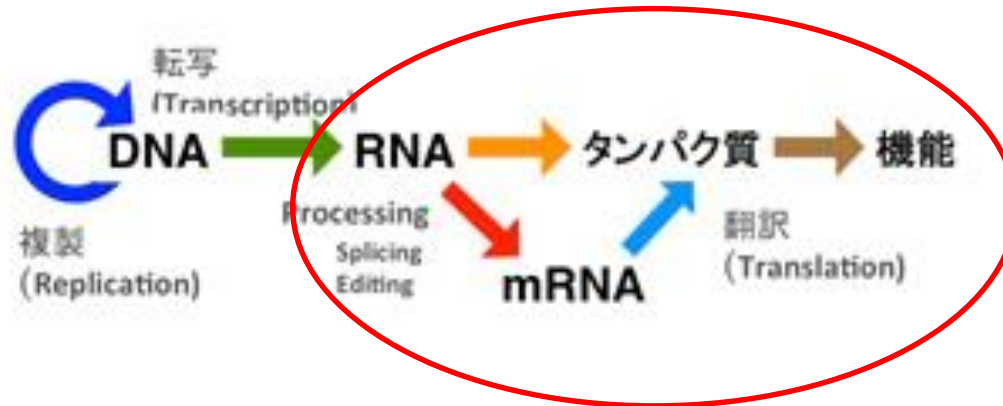 転写
(Transcription)
DNA
RNA
タンパク質
機能
複製
(Replication)
Processing
Splicing
Editing
mRNA
翻訳
(Translation)